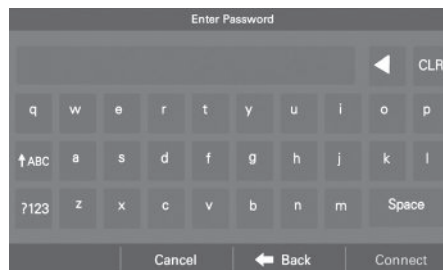 Enter Password
CLR
q w e r t y u i o p
ABC a s d f g h j k l
?123 z x c v b n m Space
Cancel Back Connect